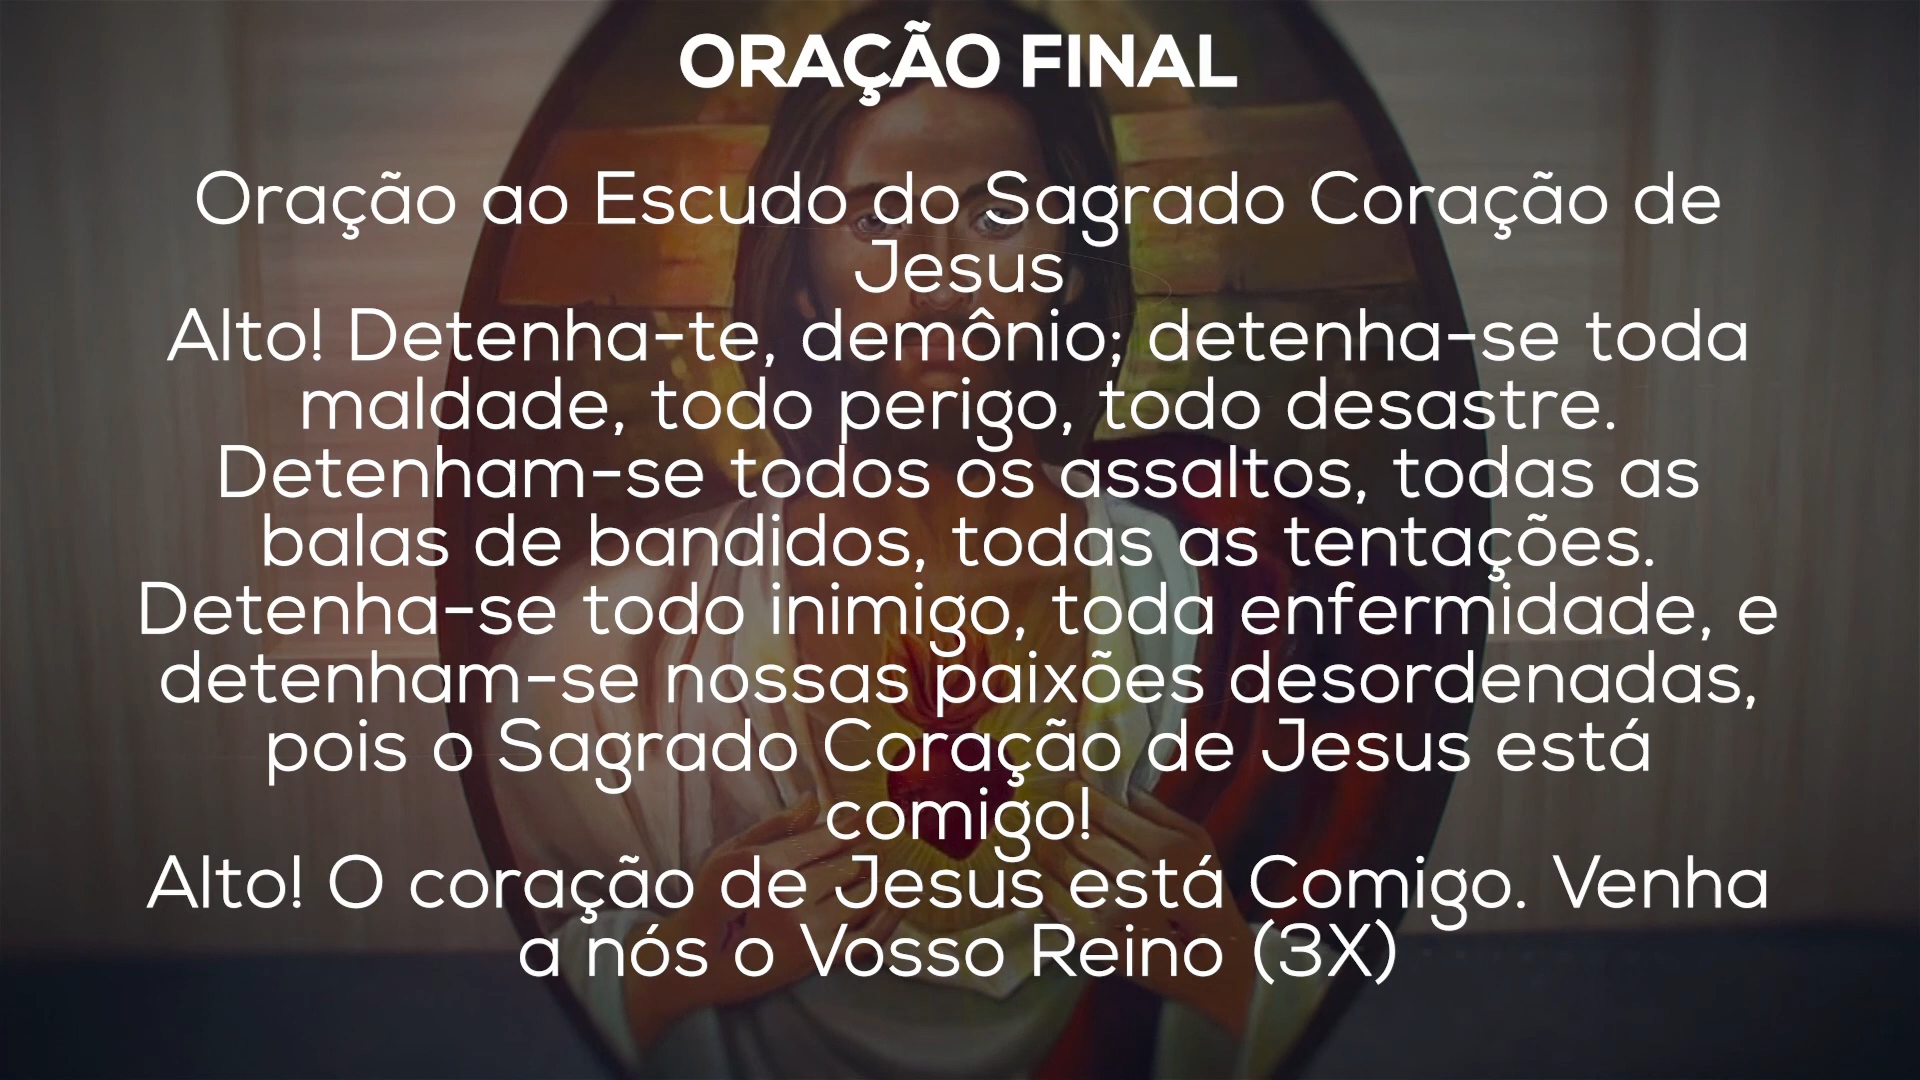 ORAÇÃO FINAL
Oração ao Escudo do Sagrado Coração de
Jesus
Alto! Detenha-te, demônio; detenha-se toda
maldade, todo perigo, todo desastre.
Detenham-se todos os assaltos, todas as
balas de bandidos, todas as tentações.
Detenha-se todo inimigo, toda enfermidade, e
detenham-se nossas paixões desordenadas,
pois o Sagrado Coração de Jesus está
comigo!
Alto! O coração de Jesus está Comigo. Venha
a nós o Vosso Reino (3X)